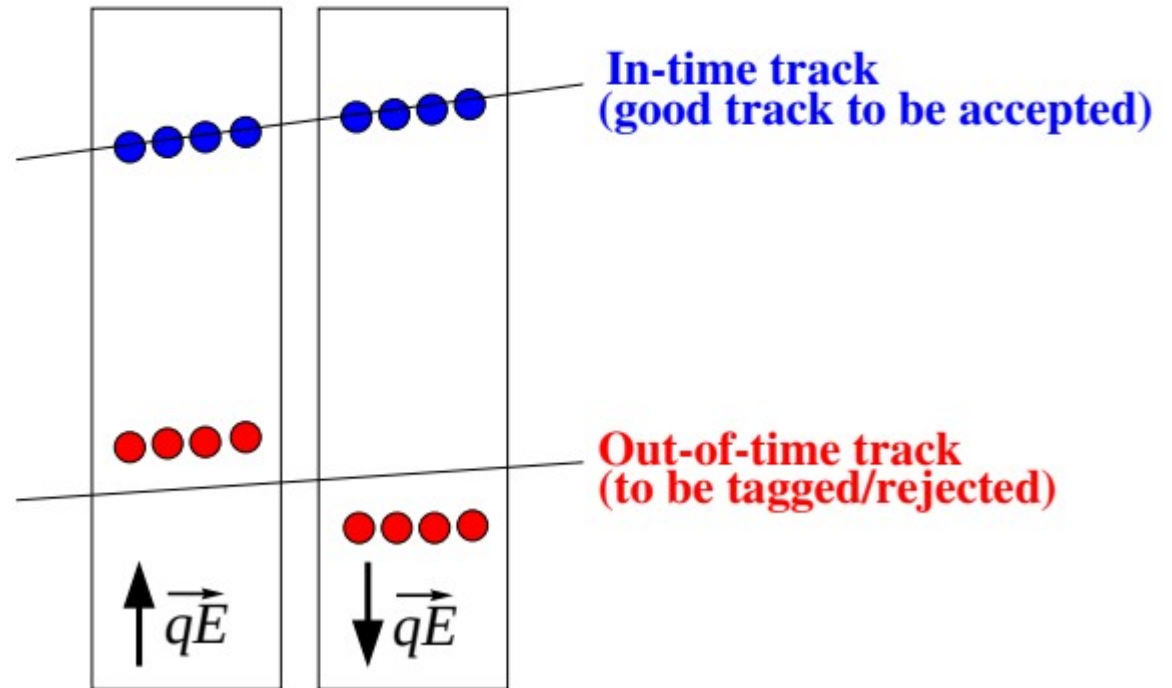 In-time track
(good track to be accepted)
Out-of-time track
(to be tagged/rejected)
qE
qE